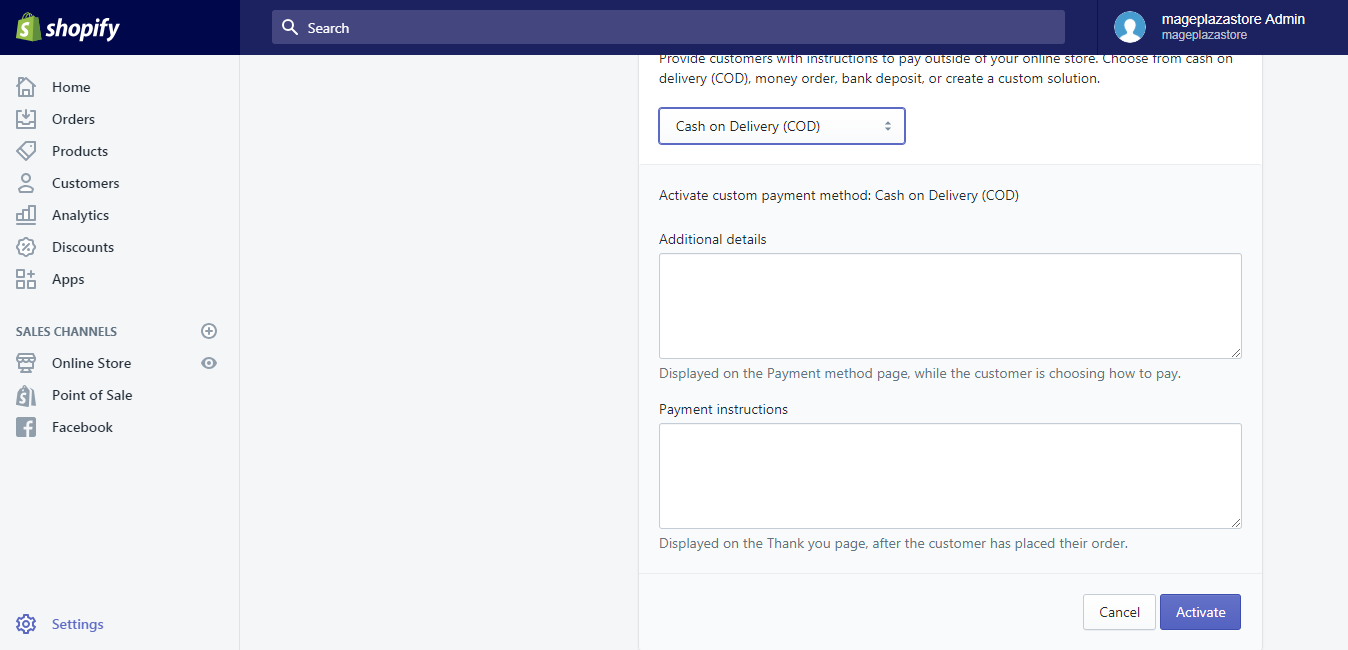 shopify
Search
mageplazastore Admin
mageplazastore
Home
Orders
Products
Customers
Analytics
Discounts
Apps
SALES CHANNELS
Online Store
Point of Sale
Facebook
Settings
Provide customers with instructions to pay outside of your online store. Choose from cash on
delivery (COD), money order, bank deposit, or create a custom solution.
Cash on Delivery (COD)
Activate custom payment method: Cash on Delivery (COD)
Additional details
Displayed on the Payment method page, while the customer is choosing how to pay.
Payment instructions
Displayed on the Thank you page, after the customer has placed their order.
Cancel
Activate